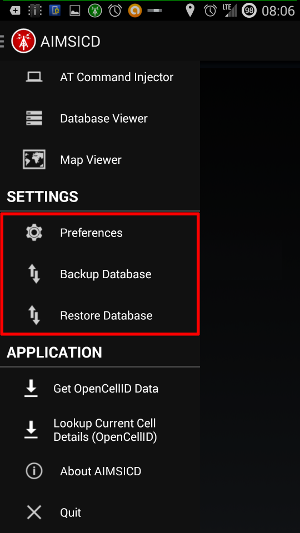 LTE
98
08:06
AIMSICD
AT Command Injector
Database Viewer
Map Viewer
SETTINGS
Preferences
Backup Database
Restore Database
APPLICATION
Get OpenCellID Data
Lookup Current Cell
Details (OpenCellID)
About AIMSICD
Quit